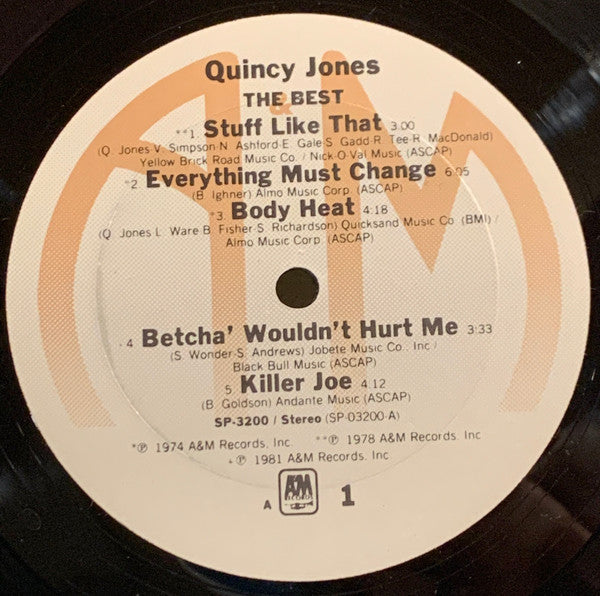 Quincy Jones
THE BEST
**1 Stuff Like That 3.00
(Q. Jones-V. Simpson-N. Ashford-E. Gale-S. Gadd-R. Tee-R. MacDonald)
Yellow Brick Road Music Co. / Nick-O-Val Music (ASCAP)
*2 Everything Must Change 6:05
(B. Ighner) Almo Music Corp. (ASCAP)
*3 Body Heat 4:18
(Q. Jones L. Ware B. Fisher-S. Richardson) Quicksand Music Co. (BMI) /
Almo Music Corp. (ASCAP)
+4 Betcha' Wouldn't Hurt Me 3:33
(S. Wonder-S. Andrews) Jobete Music Co. Inc /
Black Bull Music (ASCAP)
5 Killer Joe 4.12
(B. Goldson) Andante Music (ASCAP)
SP-3200 / Stereo (SP-03200-A)
*℗ 1974 A&M Records, Inc. **℗ 1978 A&M Records, Inc
+℗ 1981 A&M Records, Inc
A A&M RECORDS 1